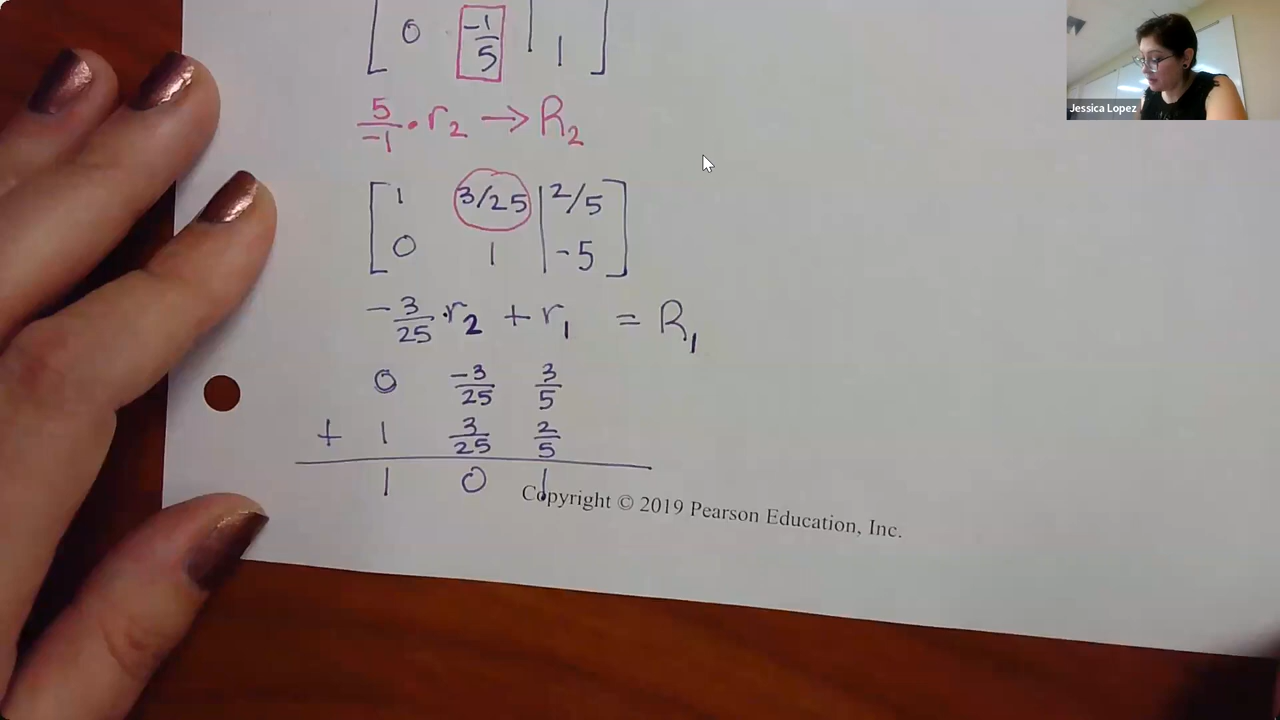 0 -1/5 | 1
5/-1 • r2 → R2
1 3/25 | 2/5
0 1 | -5
-3/25 · r2 + r1 = R1
0 -3/25 3/5
+ 1 3/25 2/5
1 0 1
Copyright © 2019 Pearson Education, Inc.
Jessica Lopez